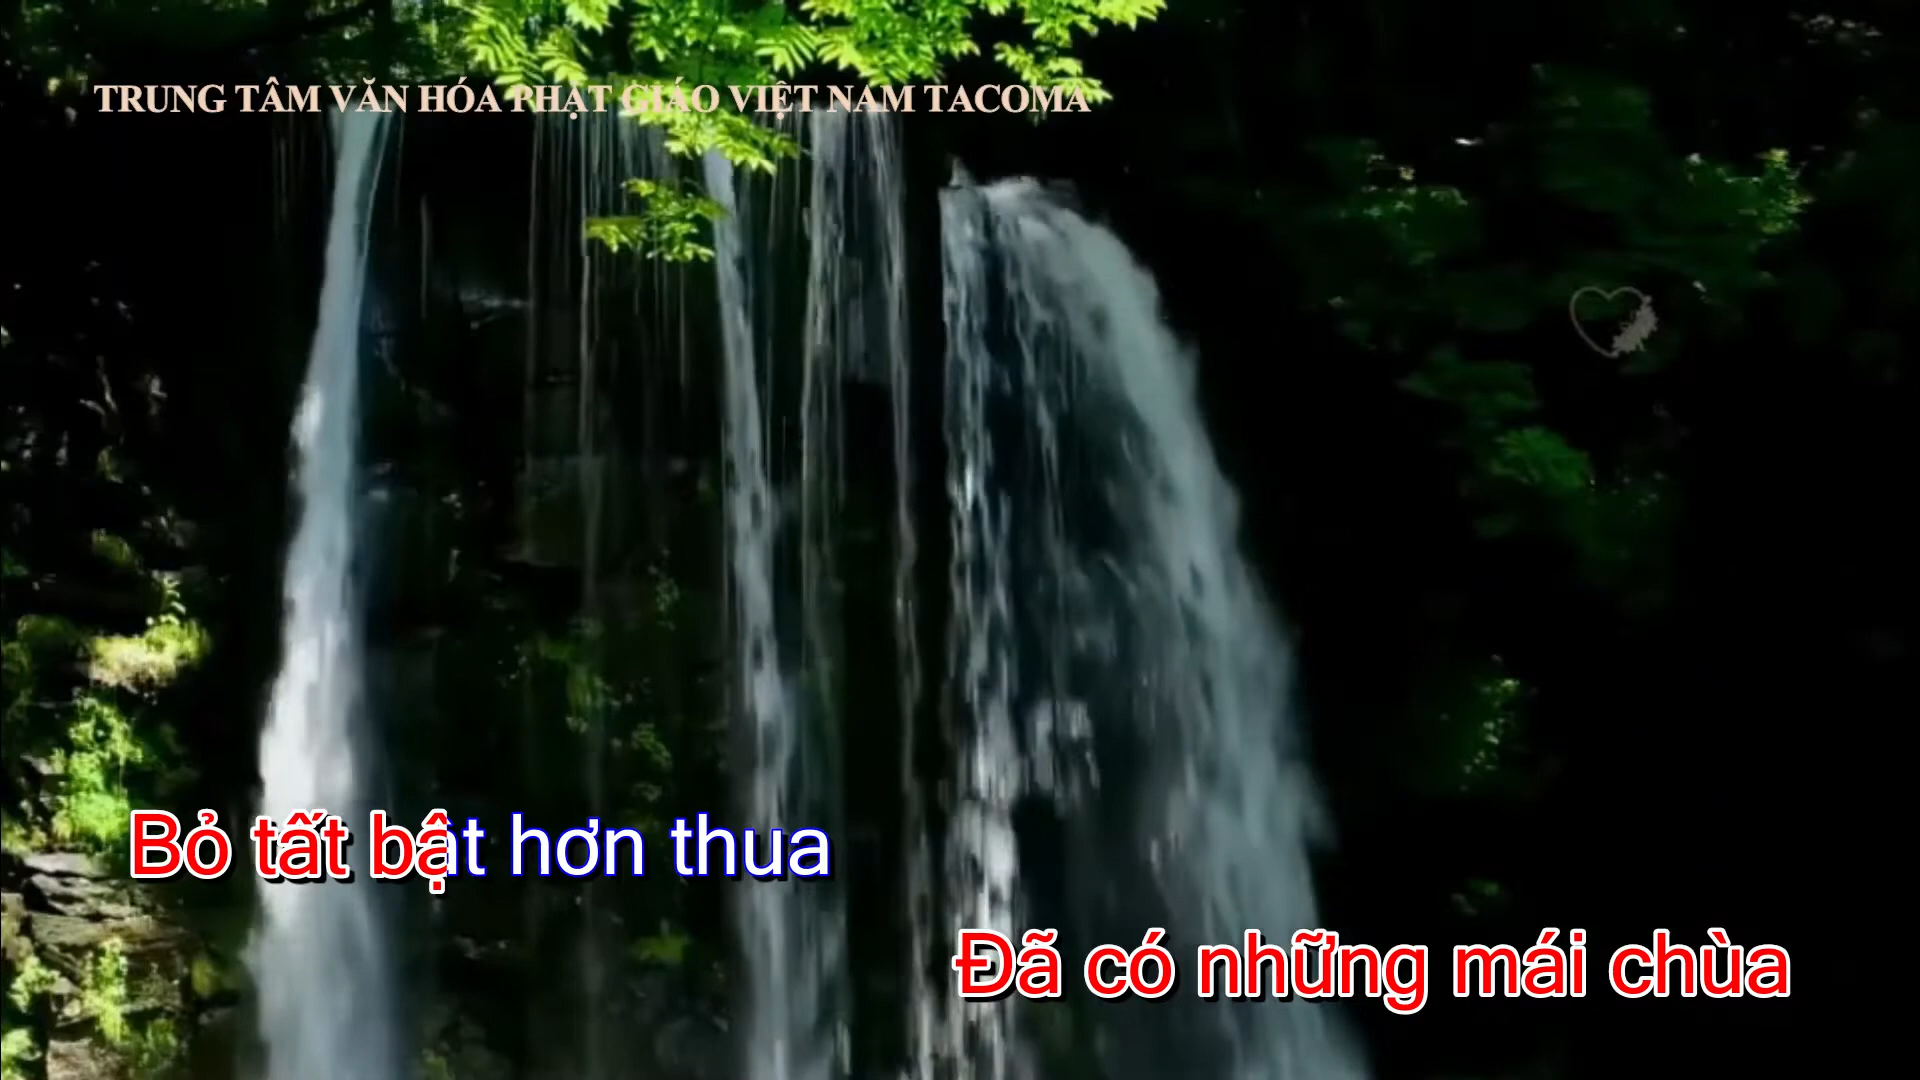 TRUNG TÂM VĂN HÓA PHẬT GIÁO VIỆT NAM TACOMA
Bỏ tất bật hơn thua
Đã có những mái chùa